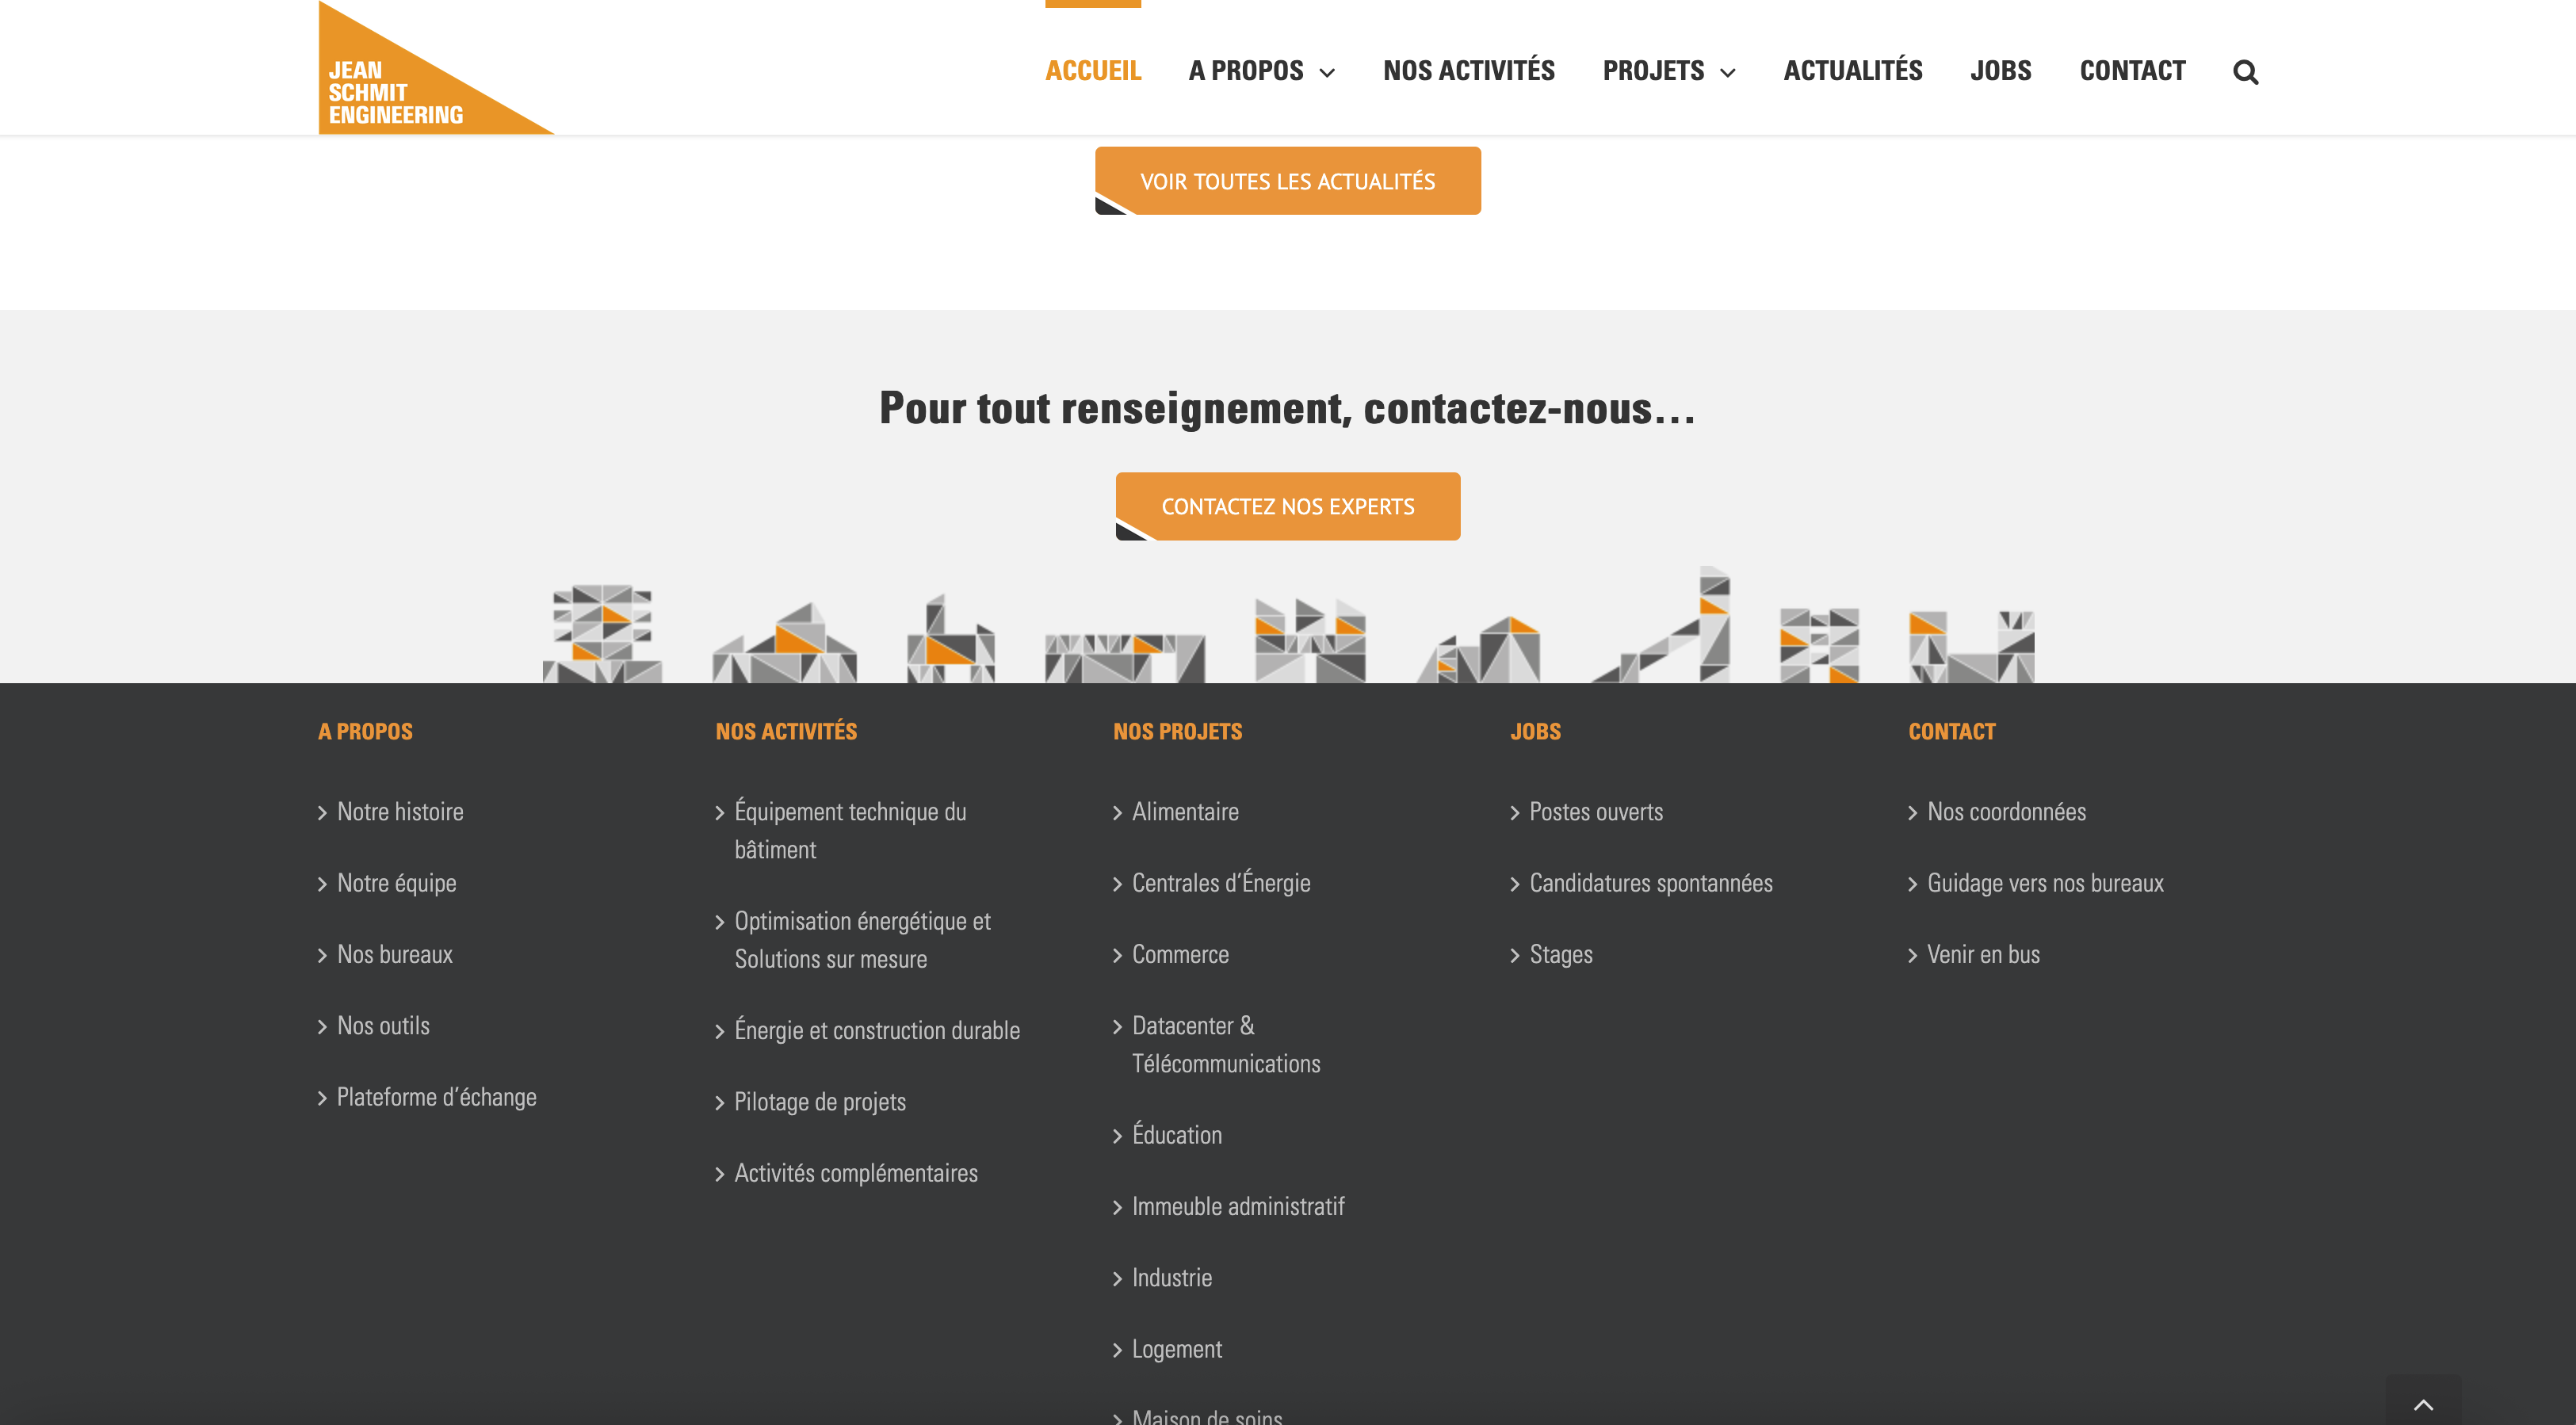 JEAN
SCHMIT
ENGINEERING
ACCUEIL
A PROPOS
NOS ACTIVITÉS
PROJETS
ACTUALITÉS
JOBS
CONTACT
VOIR TOUTES LES ACTUALITÉS
Pour tout renseignement, contactez-nous…
CONTACTEZ NOS EXPERTS
A PROPOS
Notre histoire
Notre équipe
Nos bureaux
Nos outils
Plateforme d’échange
NOS ACTIVITÉS
Équipement technique du
bâtiment
Optimisation énergétique et
Solutions sur mesure
Énergie et construction durable
Pilotage de projets
Activités complémentaires
NOS PROJETS
Alimentaire
Centrales d’Énergie
Commerce
Datacenter &
Télécommunications
Éducation
Immeuble administratif
Industrie
Logement
Maison de soins
JOBS
Postes ouverts
Candidatures spontannées
Stages
CONTACT
Nos coordonnées
Guidage vers nos bureaux
Venir en bus